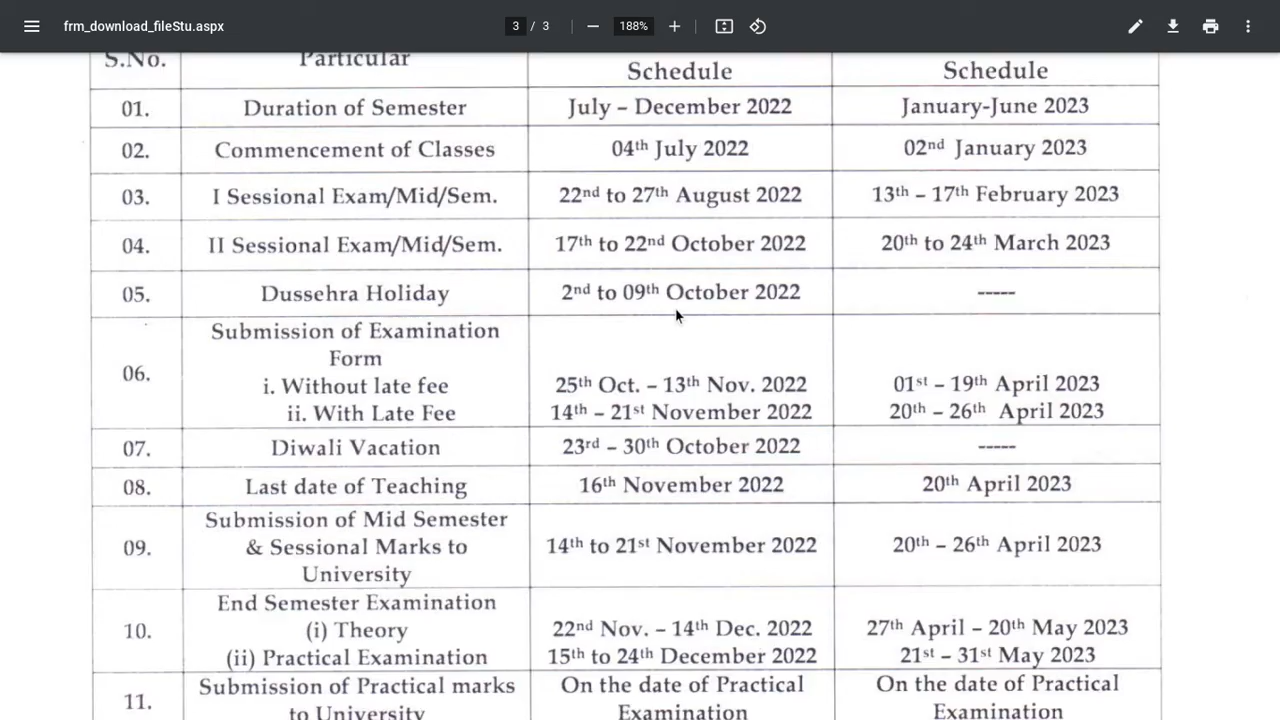 frm_download_fileStu.aspx
3 / 3
188%
S.No. Particular Schedule Schedule
01. Duration of Semester July – December 2022 January-June 2023
02. Commencement of Classes 04th July 2022 02nd January 2023
03. I Sessional Exam/Mid/Sem. 22nd to 27th August 2022 13th – 17th February 2023
04. II Sessional Exam/Mid/Sem. 17th to 22nd October 2022 20th to 24th March 2023
05. Dussehra Holiday 2nd to 09th October 2022 -----
06. Submission of Examination
Form
i. Without late fee 25th Oct. – 13th Nov. 2022 01st – 19th April 2023
ii. With Late Fee 14th – 21st November 2022 20th – 26th April 2023
07. Diwali Vacation 23rd – 30th October 2022 -----
08. Last date of Teaching 16th November 2022 20th April 2023
09. Submission of Mid Semester
& Sessional Marks to 14th to 21st November 2022 20th – 26th April 2023
University
10. End Semester Examination
(i) Theory 22nd Nov. – 14th Dec. 2022 27th April – 20th May 2023
(ii) Practical Examination 15th to 24th December 2022 21st – 31st May 2023
11. Submission of Practical marks On the date of Practical On the date of Practical
to University Examination Examination